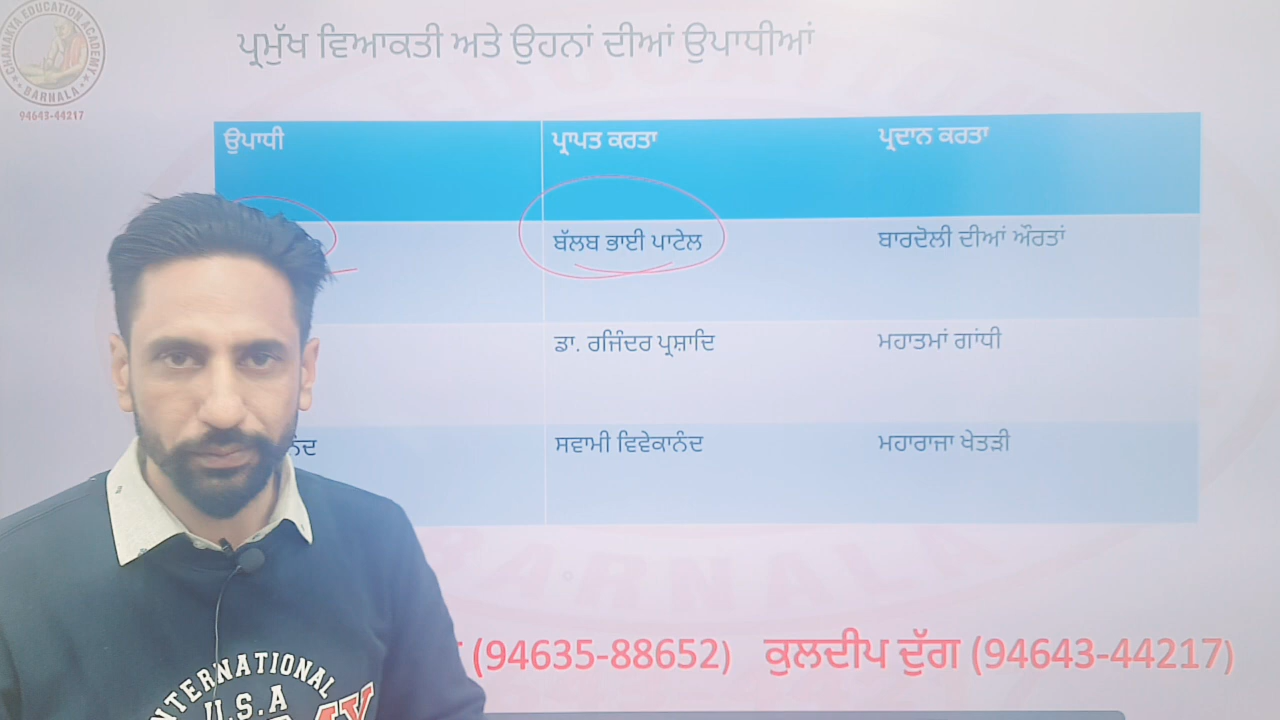 CHANAKYA EDUCATION ACADEMY
BARNALA
94643-44217
ਪ੍ਰਮੁੱਖ ਵਿਆਕਤੀ ਅਤੇ ਉਹਨਾਂ ਦੀਆਂ ਉਪਾਧੀਆਂ
ਉਪਾਧੀ ਪ੍ਰਾਪਤ ਕਰਤਾ ਪ੍ਰਦਾਨ ਕਰਤਾ
ਬੱਲਬ ਭਾਈ ਪਾਟੇਲ ਬਾਰਦੋਲੀ ਦੀਆਂ ਔਰਤਾਂ
ਡਾ. ਰਜਿੰਦਰ ਪ੍ਰਸ਼ਾਦਿ ਮਹਾਤਮਾਂ ਗਾਂਧੀ
ਸਵਾਮੀ ਵਿਵੇਕਾਨੰਦ ਮਹਾਰਾਜਾ ਖੇਤੜੀ
BARNALA
(94635-88652) ਕੁਲਦੀਪ ਦੁੱਗ (94643-44217)
INTERNATIONAL
U.S.A